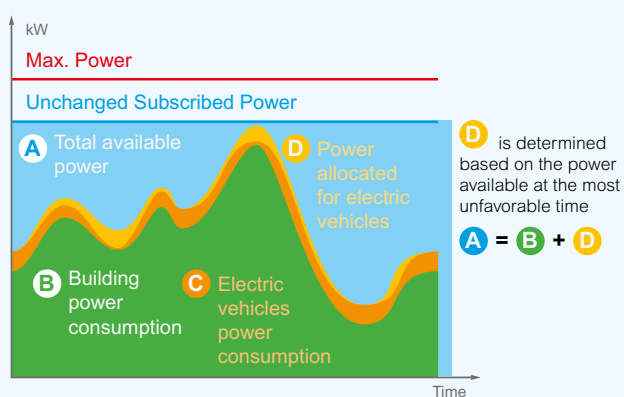 kW
Max. Power
Unchanged Subscribed Power
A Total available
power
D Power
allocated
for electric
vehicles
B Building
power
consumption
C Electric
vehicles
power
consumption
Time
D is determined
based on the power
available at the most
unfavorable time
A = B + D